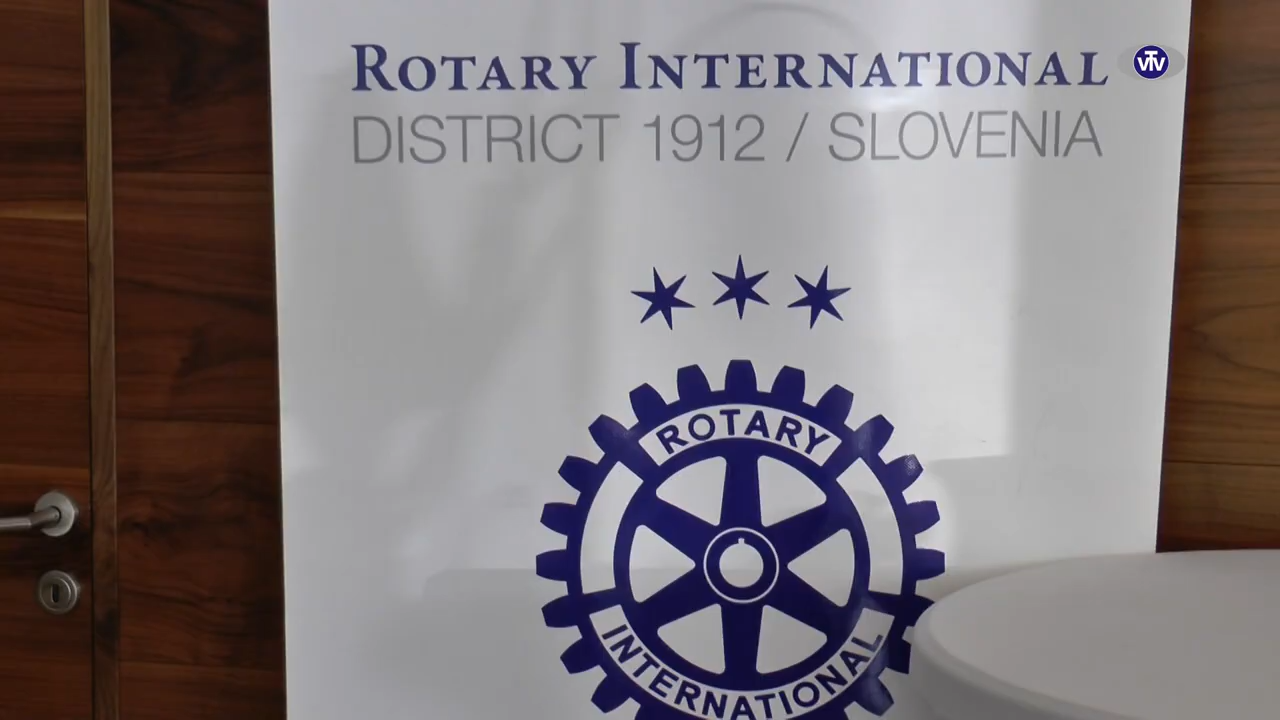 ROTARY INTERNATIONAL
VTV
DISTRICT 1912 / SLOVENIA
ROTARY
INTERNATIONAL